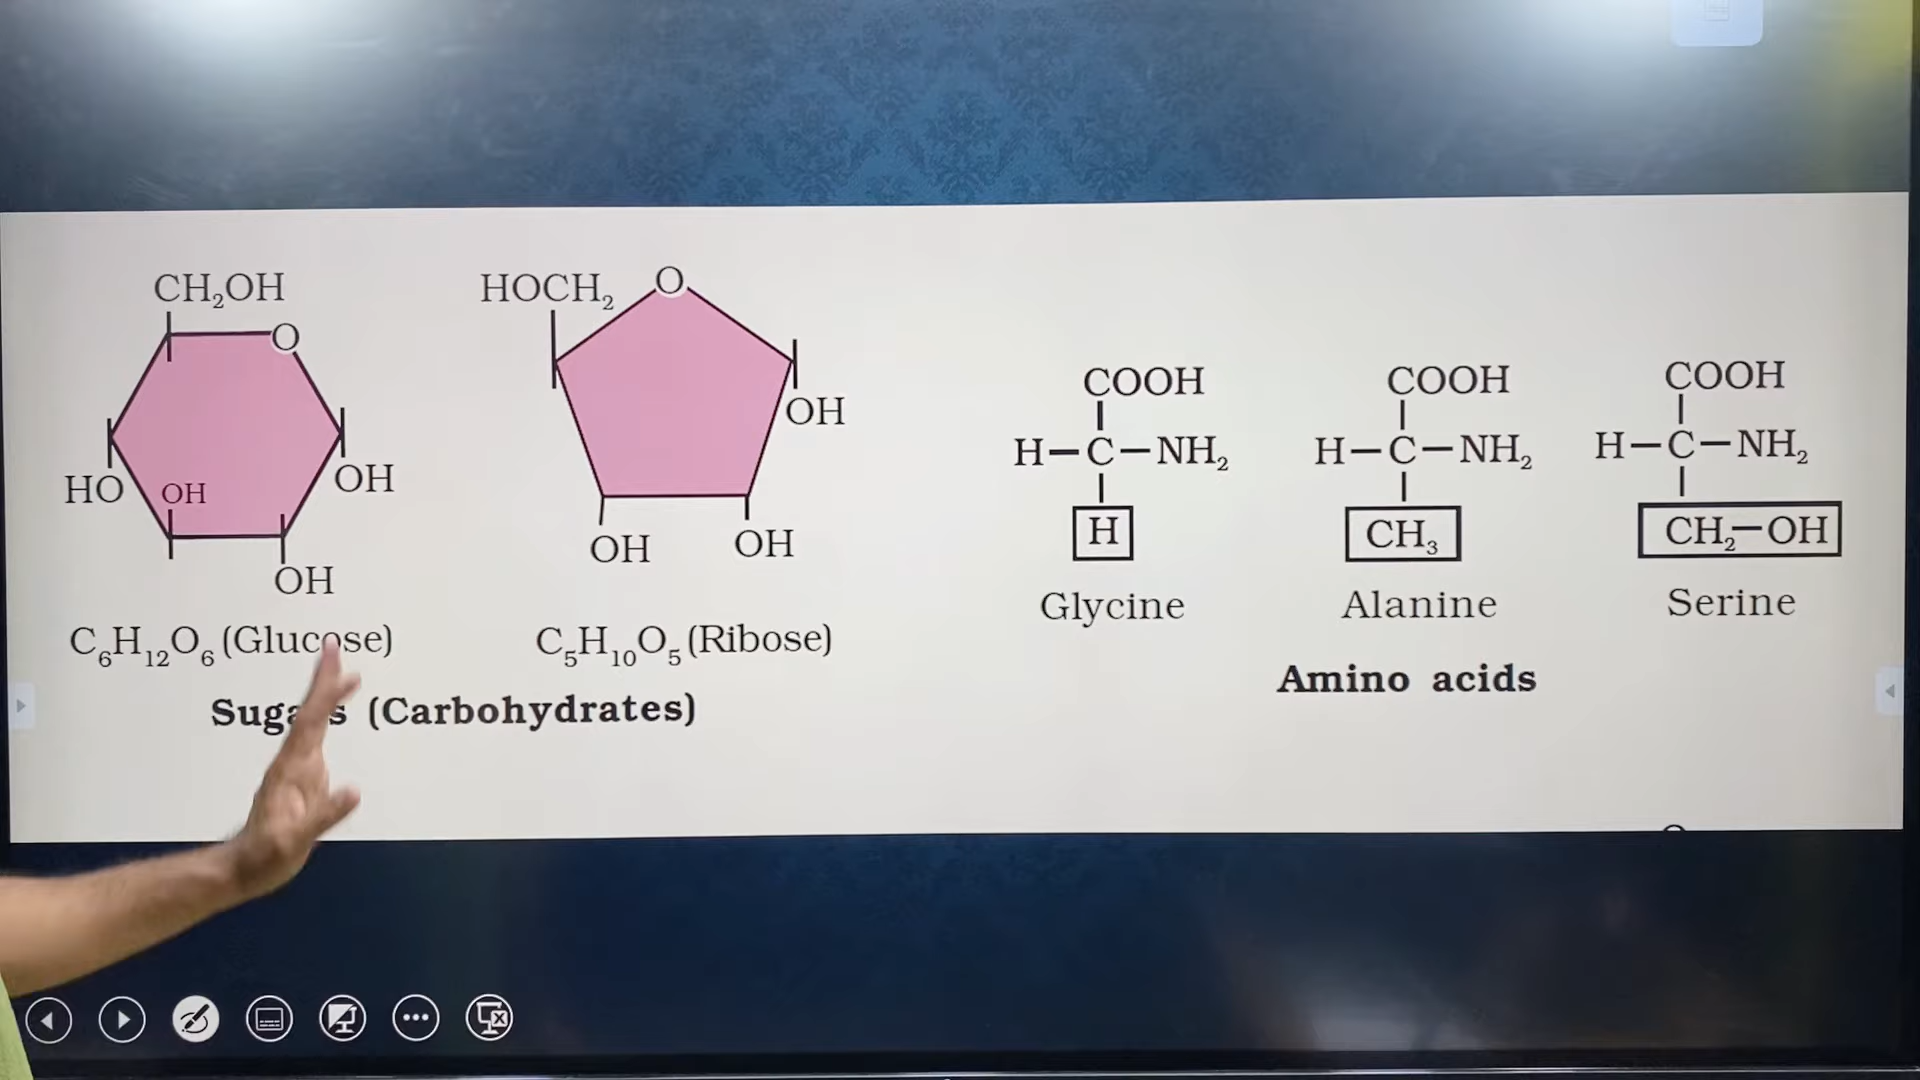 CH₂OH
O
HO
OH
OH
OH
C₆H₁₂O₆ (Glucose)
HOCH₂
O
OH
OH
OH
C₅H₁₀O₅ (Ribose)
Sugars (Carbohydrates)
COOH
H—C—NH₂
H
Glycine
COOH
H—C—NH₂
CH₃
Alanine
COOH
H—C—NH₂
CH₂—OH
Serine
Amino acids